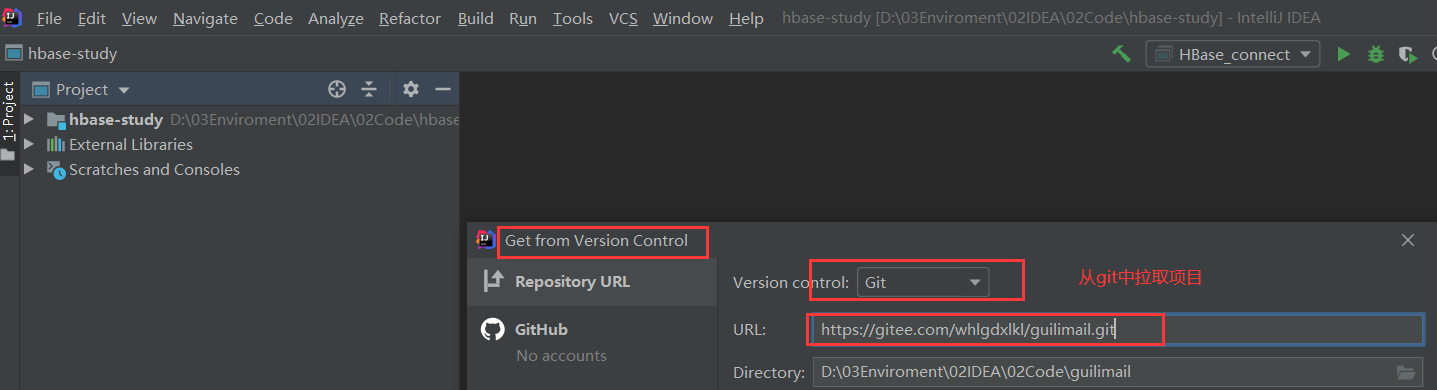 File Edit View Navigate Code Analyze Refactor Build Run Tools VCS Window Help hbase-study [D:\03Enviroment\02IDEA\02Code\hbase-study] - IntelliJ IDEA
hbase-study HBase_connect
Project
1: Project
hbase-study D:\03Enviroment\02IDEA\02Code\hbase
External Libraries
Scratches and Consoles
Get from Version Control
Repository URL
Version control: Git
从git中拉取项目
GitHub
No accounts
URL: https://gitee.com/whlgdxlkl/guilimail.git
Directory: D:\03Enviroment\02IDEA\02Code\guilimail